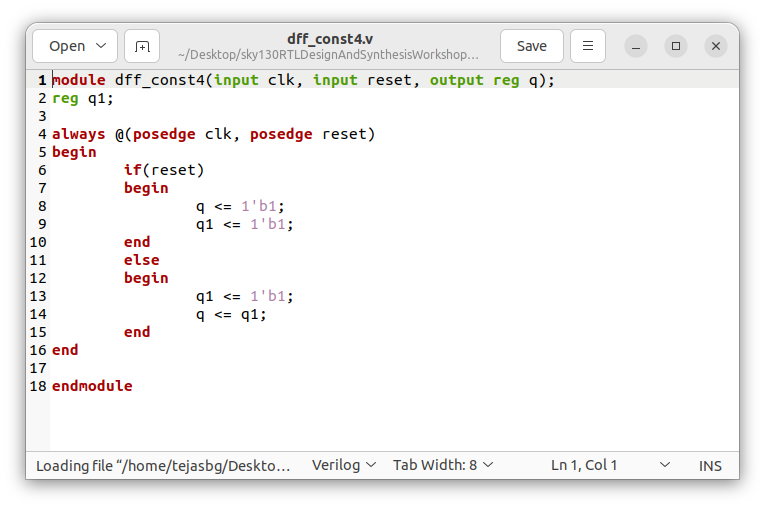 Open
dff_const4.v
~/Desktop/sky130RTLDesignAndSynthesisWorkshop…
Save
1 module dff_const4(input clk, input reset, output reg q);
2 reg q1;
3
4 always @(posedge clk, posedge reset)
5 begin
6         if(reset)
7         begin
8                 q <= 1'b1;
9                 q1 <= 1'b1;
10         end
11         else
12         begin
13                 q1 <= 1'b1;
14                 q <= q1;
15         end
16 end
17
18 endmodule
Loading file “/home/tejasbg/Deskto… Verilog Tab Width: 8 Ln 1, Col 1 INS